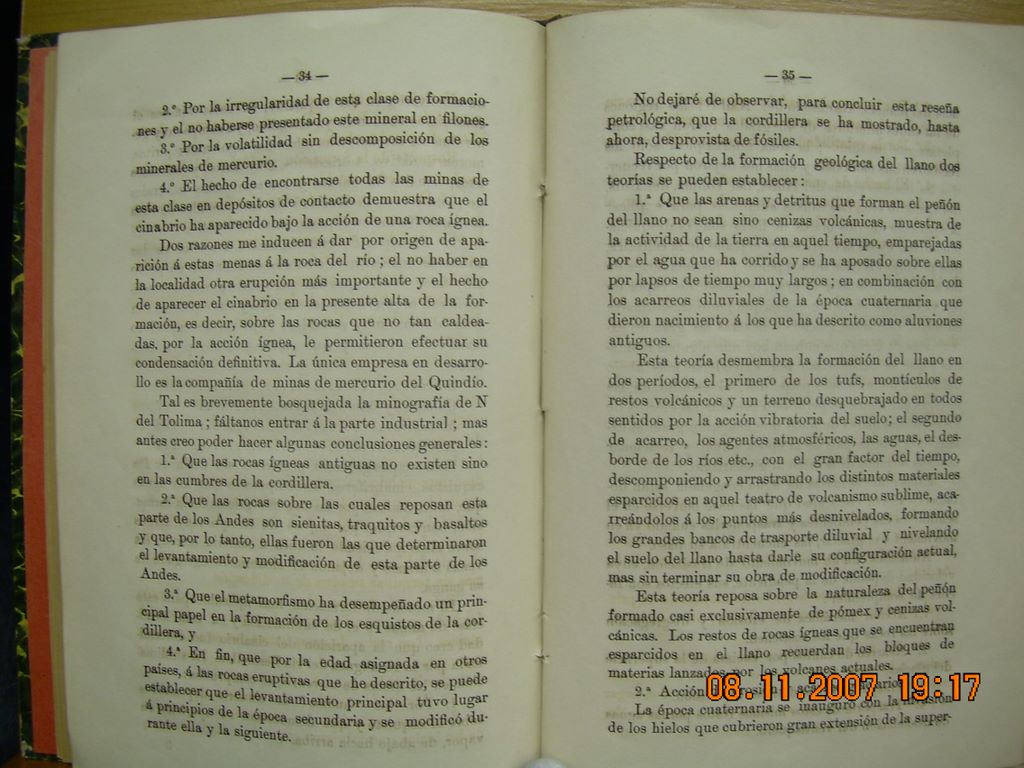 — 34 —
2.º Por la irregularidad de esta clase de formacio-
nes y el no haberse presentado este mineral en filones.
3.º Por la volatilidad sin descomposición de los
minerales de mercurio.
4.º El hecho de encontrarse todas las minas de
esta clase en depósitos de contacto demuestra que el
cinabrio ha aparecido bajo la acción de una roca ígnea.
Dos razones me inducen á dar por origen de apa-
rición á estas menas á la roca del río ; el no haber en
la localidad otra erupción más importante y el hecho
de aparecer el cinabrio en la presente alta de la for-
mación, es decir, sobre las rocas que no tan caldea-
das, por la acción ígnea, le permitieron efectuar su
condensación definitiva. La única empresa en desarro-
llo es la compañía de minas de mercurio del Quindío.
Tal es brevemente bosquejada la minografía de N
del Tolima ; fáltanos entrar á la parte industrial ; mas
antes creo poder hacer algunas conclusiones generales :
1.ª Que las rocas ígneas antiguas no existen sino
en las cumbres de la cordillera.
2.ª Que las rocas sobre las cuales reposan esta
parte de los Andes son sienitas, traquitos y basaltos
y que, por lo tanto, ellas fueron las que determinaron
el levantamiento y modificación de esta parte de los
Andes.
3.ª Que el metamorfismo ha desempeñado un prin-
cipal papel en la formación de los esquistos de la cor-
dillera, y
4.ª En fin, que por la edad asignada en otros
países, á las rocas eruptivas que he descrito, se puede
establecer que el levantamiento principal tuvo lugar
á principios de la época secundaria y se modificó du-
rante ella y la siguiente.
— 35 —
No dejaré de observar, para concluir esta reseña
petrológica, que la cordillera se ha mostrado, hasta
ahora, desprovista de fósiles.
Respecto de la formación geológica del llano dos
teorías se pueden establecer :
1.ª Que las arenas y detritus que forman el peñón
del llano no sean sino cenizas volcánicas, muestra de
la actividad de la tierra en aquel tiempo, emparejadas
por el agua que ha corrido y se ha aposado sobre ellas
por lapsos de tiempo muy largos ; en combinación con
los acarreos diluviales de la época cuaternaria que
dieron nacimiento á los que ha descrito como aluviones
antiguos.
Esta teoría desmembra la formación del llano en
dos períodos, el primero de los tufs, montículos de
restos volcánicos y un terreno desquebrajado en todos
sentidos por la acción vibratoria del suelo; el segundo
de acarreo, los agentes atmosféricos, las aguas, el des-
borde de los ríos etc., con el gran factor del tiempo,
descomponiendo y arrastrando los distintos materiales
esparcidos en aquel teatro de volcanismo sublime, aca-
rreándolos á los puntos más desnivelados, formando
los grandes bancos de trasporte diluvial y nivelando
el suelo del llano hasta darle su configuración actual,
mas sin terminar su obra de modificación.
Esta teoría reposa sobre la naturaleza del peñón
formado casi exclusivamente de pómex y cenizas vol-
cánicas. Los restos de rocas ígneas que se encuentran
esparcidos en el llano recuerdan los bloques de
materias lanzados por los volcanes actuales.
2.ª Acción
La época cuaternaria se inauguró con la invasión
de los hielos que cubrieron gran extensión de la super-
08.11.2007 19:17